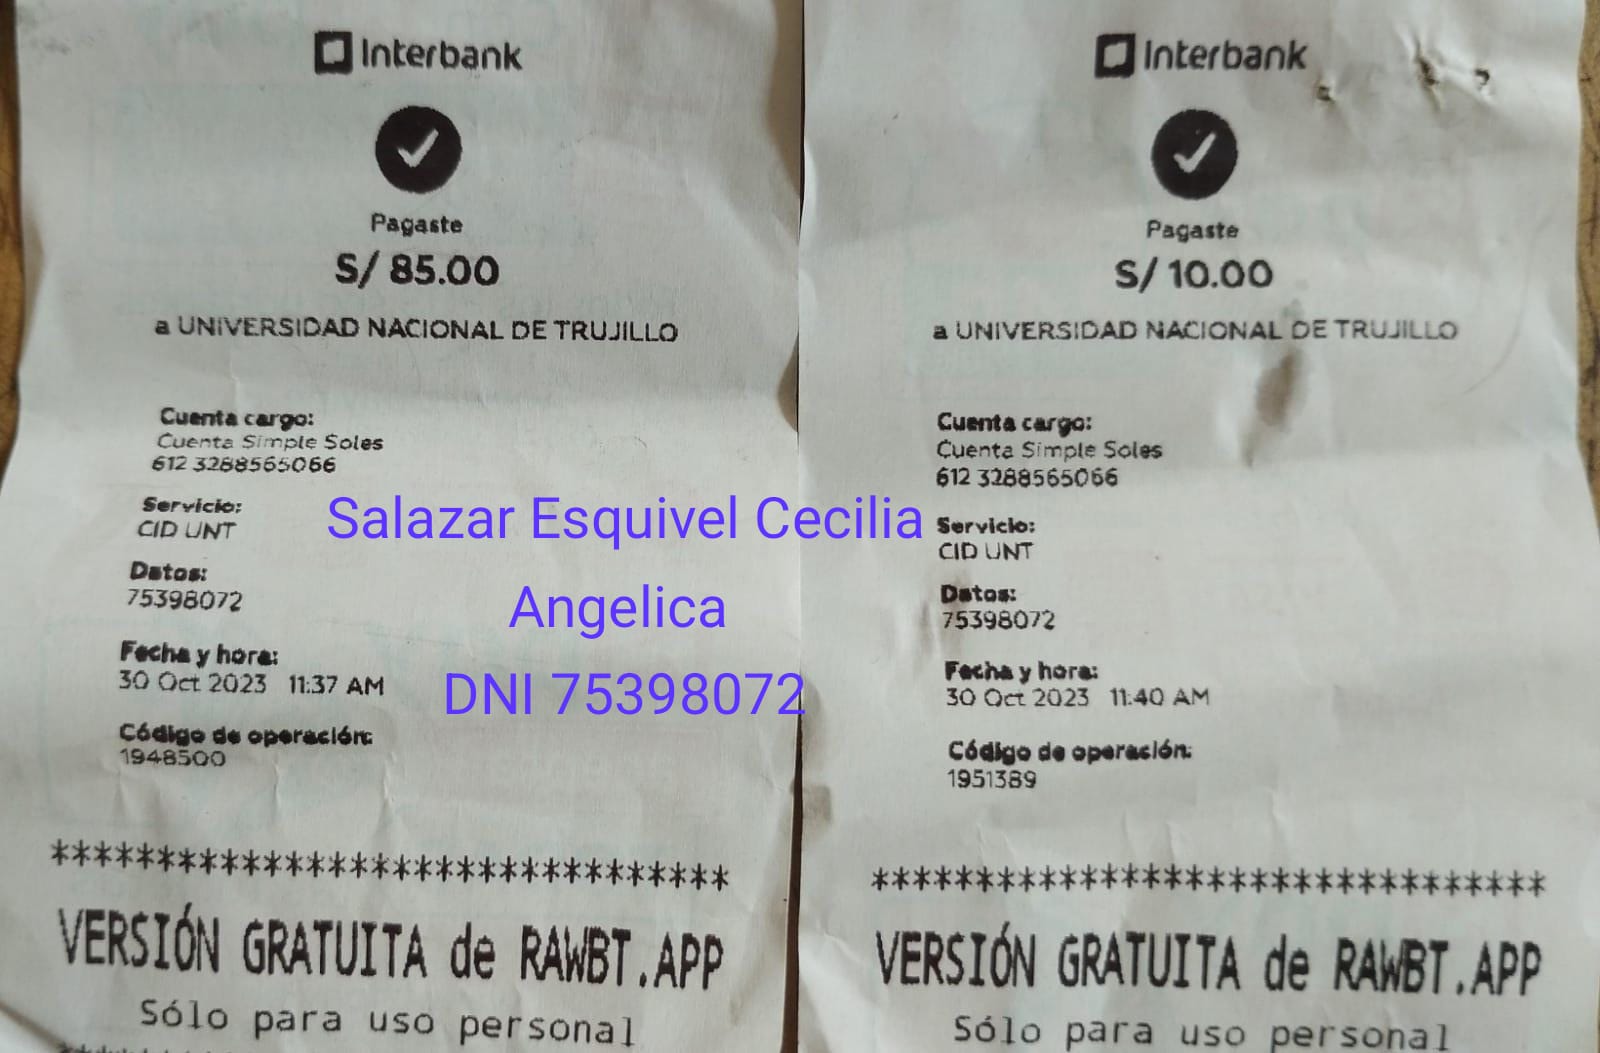 Interbank
Pagaste
S/ 85.00
a UNIVERSIDAD NACIONAL DE TRUJILLO
Cuenta cargo:
Cuenta Simple Soles
612 3288565066
Servicio:
CID UNT
Datos:
75398072
Fecha y hora:
30 Oct 2023 11:37 AM
Código de operación:
1948500
********************************
VERSIÓN GRATUITA de RAWBT.APP
Sólo para uso personal
Salazar Esquivel Cecilia
Angelica
DNI 75398072
Interbank
Pagaste
S/ 10.00
a UNIVERSIDAD NACIONAL DE TRUJILLO
Cuenta cargo:
Cuenta Simple Soles
612 3288565066
Servicio:
CID UNT
Datos:
75398072
Fecha y hora:
30 Oct 2023 11:40 AM
Código de operación:
1951389
********************************
VERSIÓN GRATUITA de RAWBT.APP
Sólo para uso personal